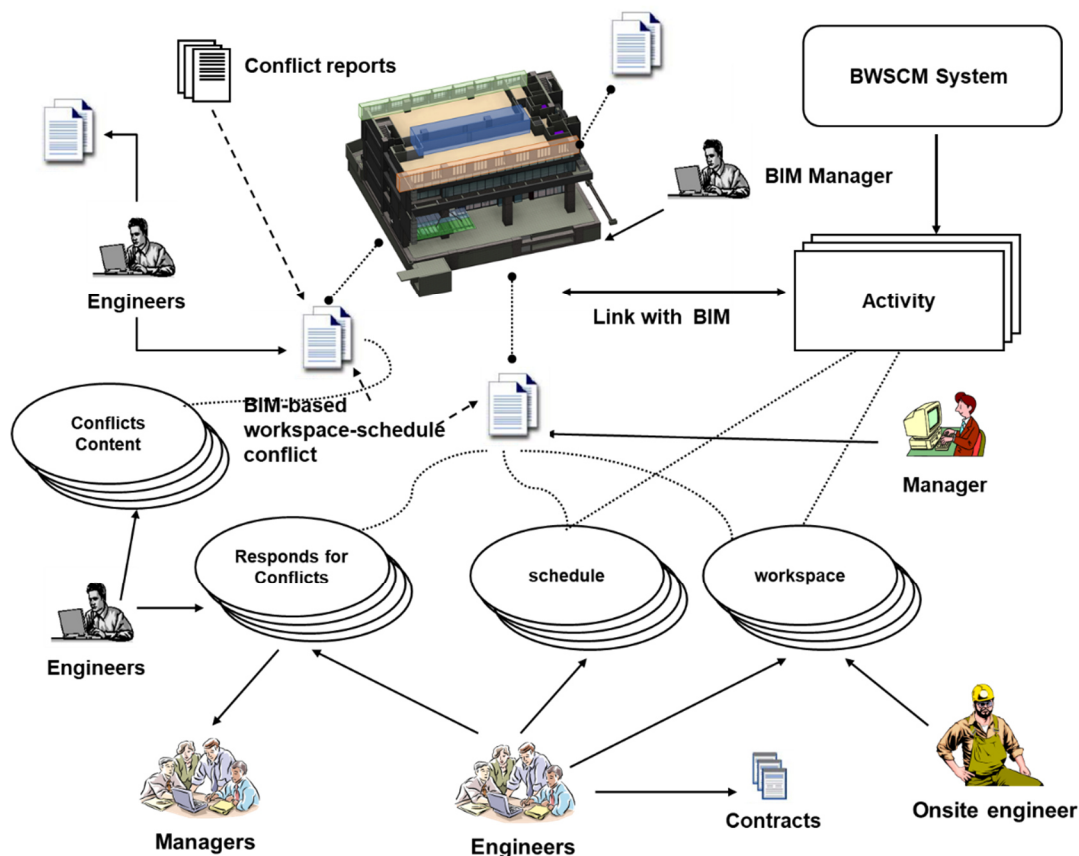 Conflict reports
BWSCM System
BIM Manager
Engineers
Link with BIM
Activity
Conflicts
Content
BIM-based
workspace-schedule
conflict
Manager
Responds for
Conflicts
schedule
workspace
Engineers
Managers
Engineers
Contracts
Onsite engineer